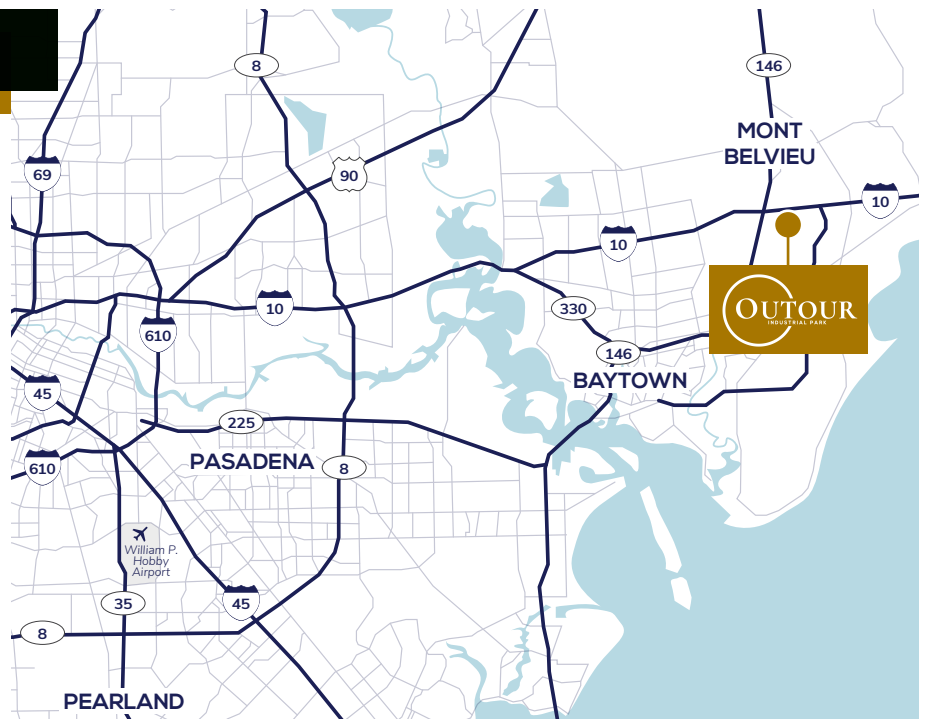 8
146
MONT
BELVIEU
69
90
10
10
10
330
610
146
BAYTOWN
OUTOUR
INDUSTRIAL PARK
45
225
PASADENA
610
8
William P.
Hobby
Airport
35
45
8
PEARLAND